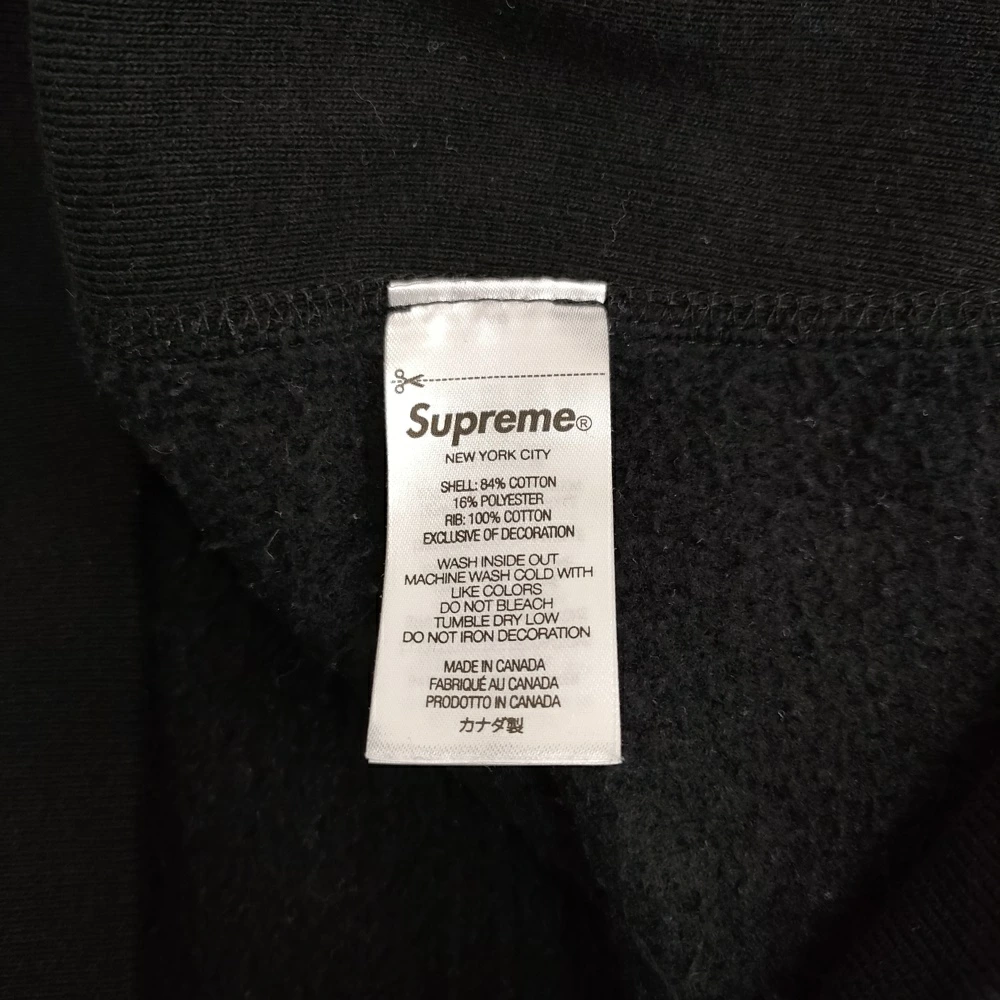 Supreme®
NEW YORK CITY
SHELL: 84% COTTON
16% POLYESTER
RIB: 100% COTTON
EXCLUSIVE OF DECORATION
WASH INSIDE OUT
MACHINE WASH COLD WITH
LIKE COLORS
DO NOT BLEACH
TUMBLE DRY LOW
DO NOT IRON DECORATION
MADE IN CANADA
FABRIQUÉ AU CANADA
PRODOTTO IN CANADA
カナダ製